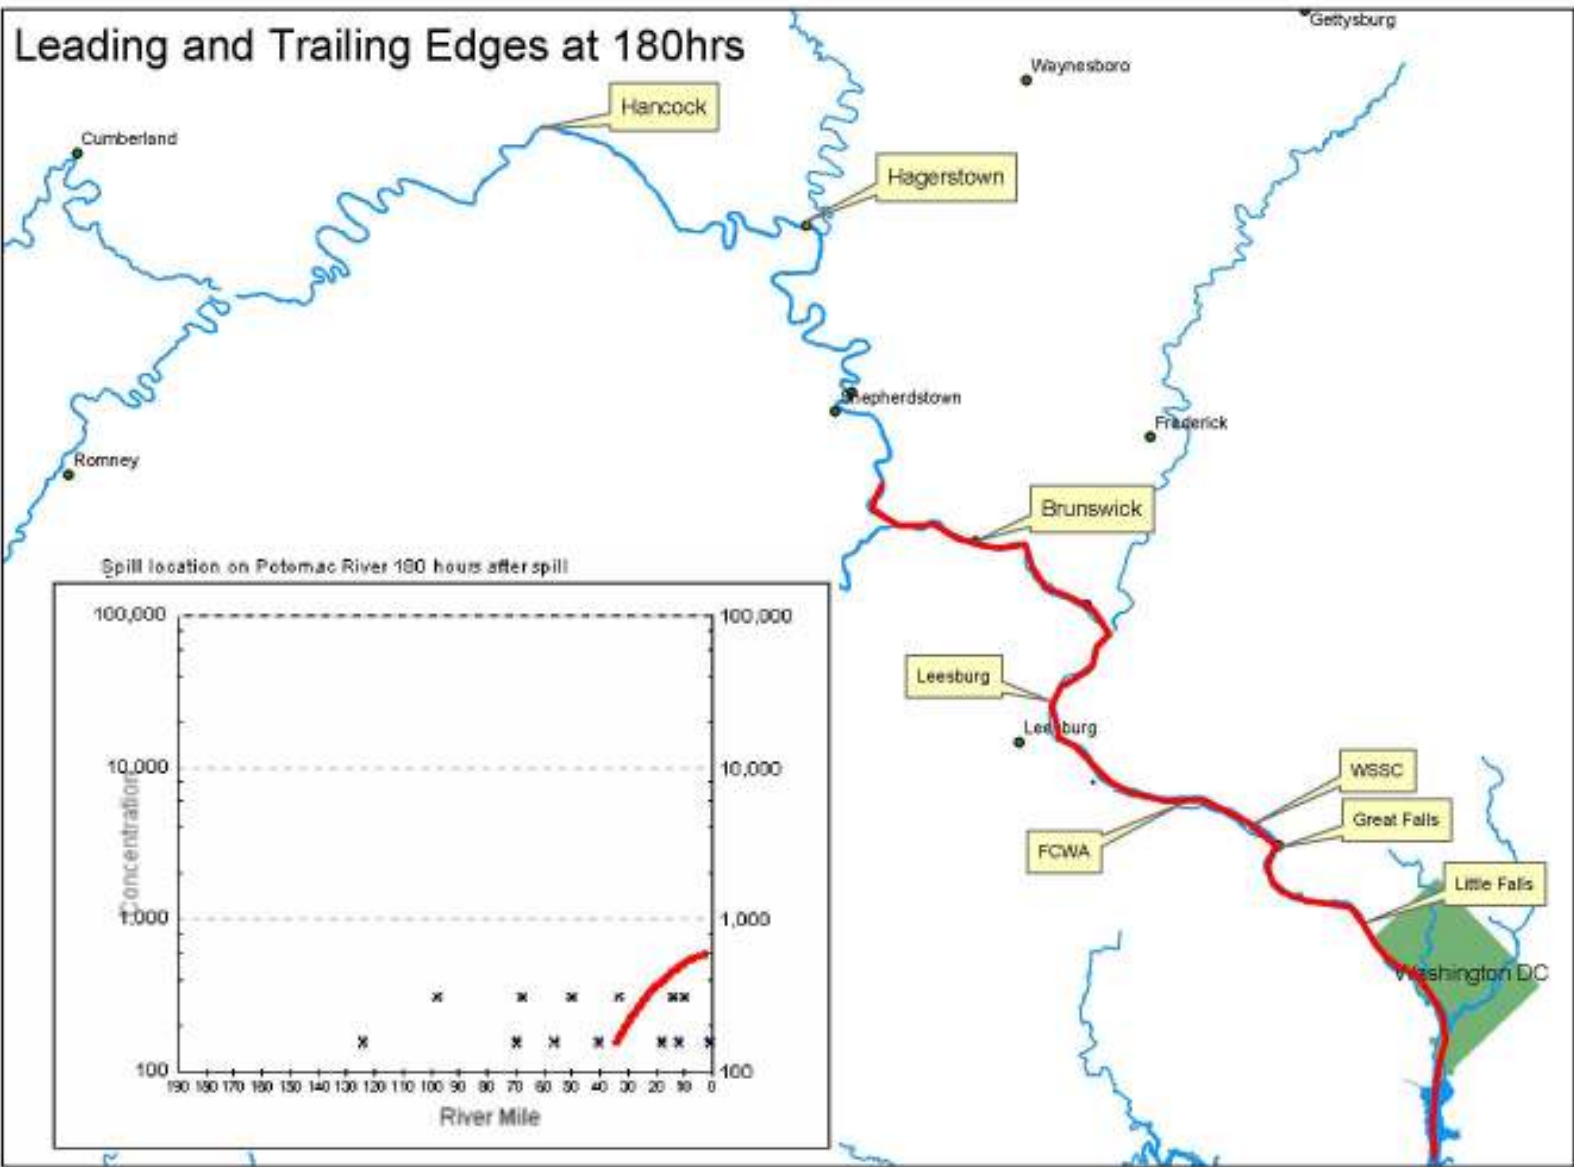 Leading and Trailing Edges at 180hrs
Gettysburg
Waynesboro
Hancock
Cumberland
Hagerstown
Shepherdstown
Frederick
Romney
Brunswick
Leesburg
Leesburg
WSSC
Great Falls
FCWA
Little Falls
Washington DC
Spill location on Potomac River 180 hours after spill
100,000
100,000
10,000
10,000
Concentration
1,000
1,000
100
100
190 180 170 160 150 140 130 120 110 100 90 80 70 60 50 40 30 20 10 0
River Mile